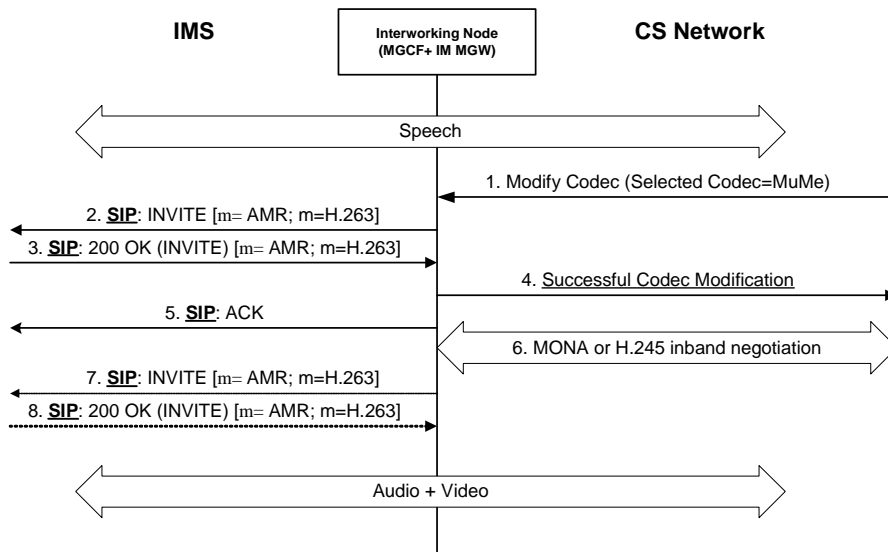 IMS
Interworking Node
(MGCF+ IM MGW)
CS Network
Speech
1. Modify Codec (Selected Codec=MuMe)
2. SIP: INVITE [m= AMR; m=H.263]
3. SIP: 200 OK (INVITE) [m= AMR; m=H.263]
4. Successful Codec Modification
5. SIP: ACK
6. MONA or H.245 inband negotiation
7. SIP: INVITE [m= AMR; m=H.263]
8. SIP: 200 OK (INVITE) [m= AMR; m=H.263]
Audio + Video